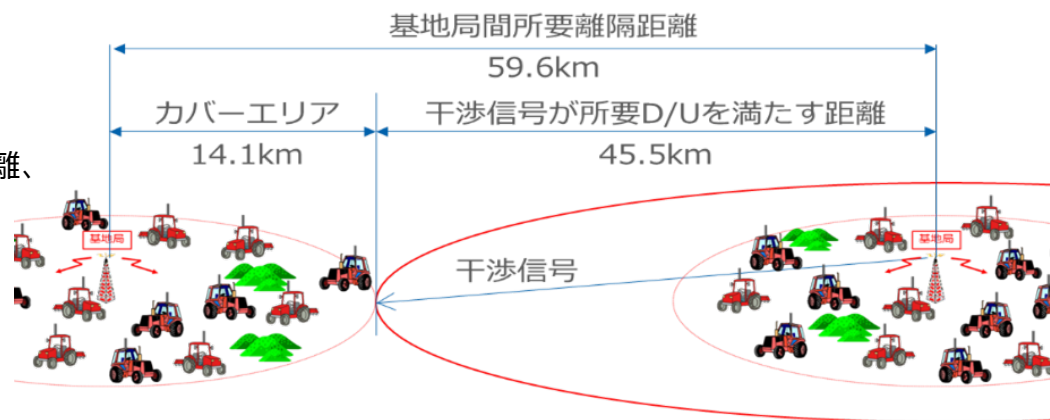 基地局間所要離隔距離
59.6km
カバーエリア
干渉信号が所要D/Uを満たす距離
14.1km
45.5km
離、
基地局
基地局
干渉信号